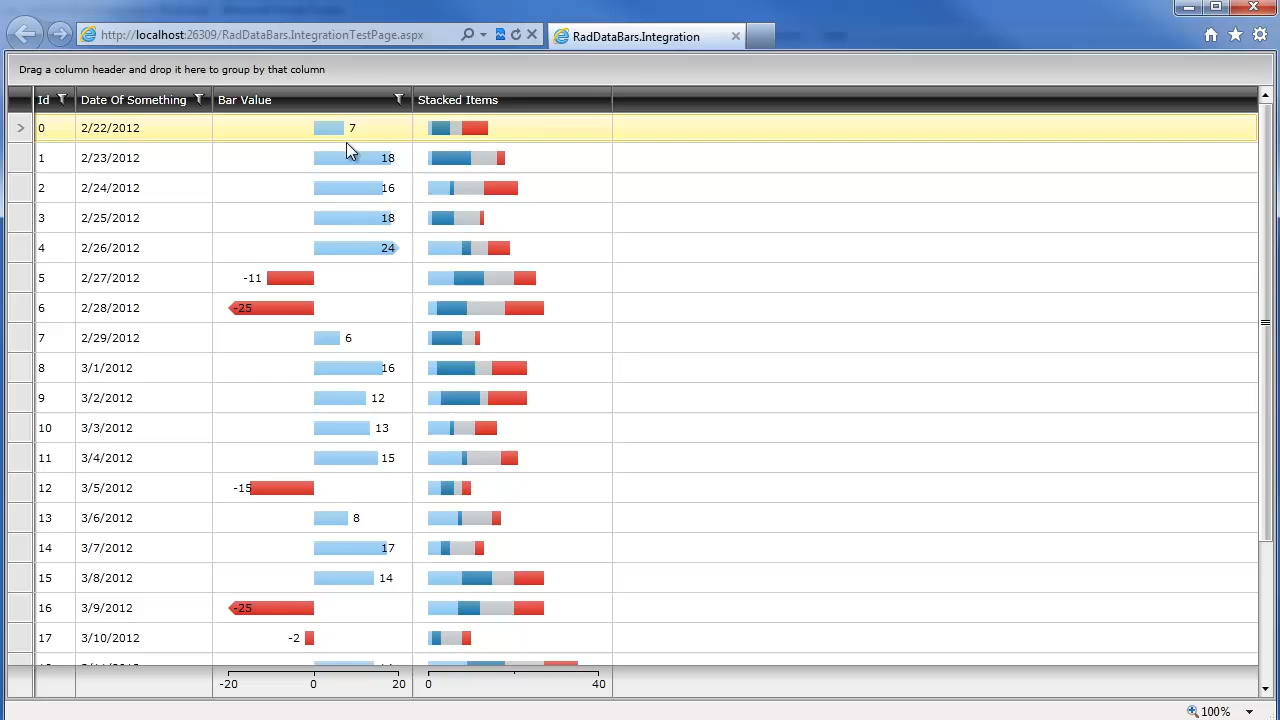 http://localhost:26309/RadDataBars.IntegrationTestPage.aspx
RadDataBars.Integration
Drag a column header and drop it here to group by that column
Id Date Of Something Bar Value Stacked Items
0 2/22/2012 7
1 2/23/2012 18
2 2/24/2012 16
3 2/25/2012 18
4 2/26/2012 24
5 2/27/2012 -11
6 2/28/2012 -25
7 2/29/2012 6
8 3/1/2012 16
9 3/2/2012 12
10 3/3/2012 13
11 3/4/2012 15
12 3/5/2012 -15
13 3/6/2012 8
14 3/7/2012 17
15 3/8/2012 14
16 3/9/2012 -25
17 3/10/2012 -2
-20 0 20 0 40
100%